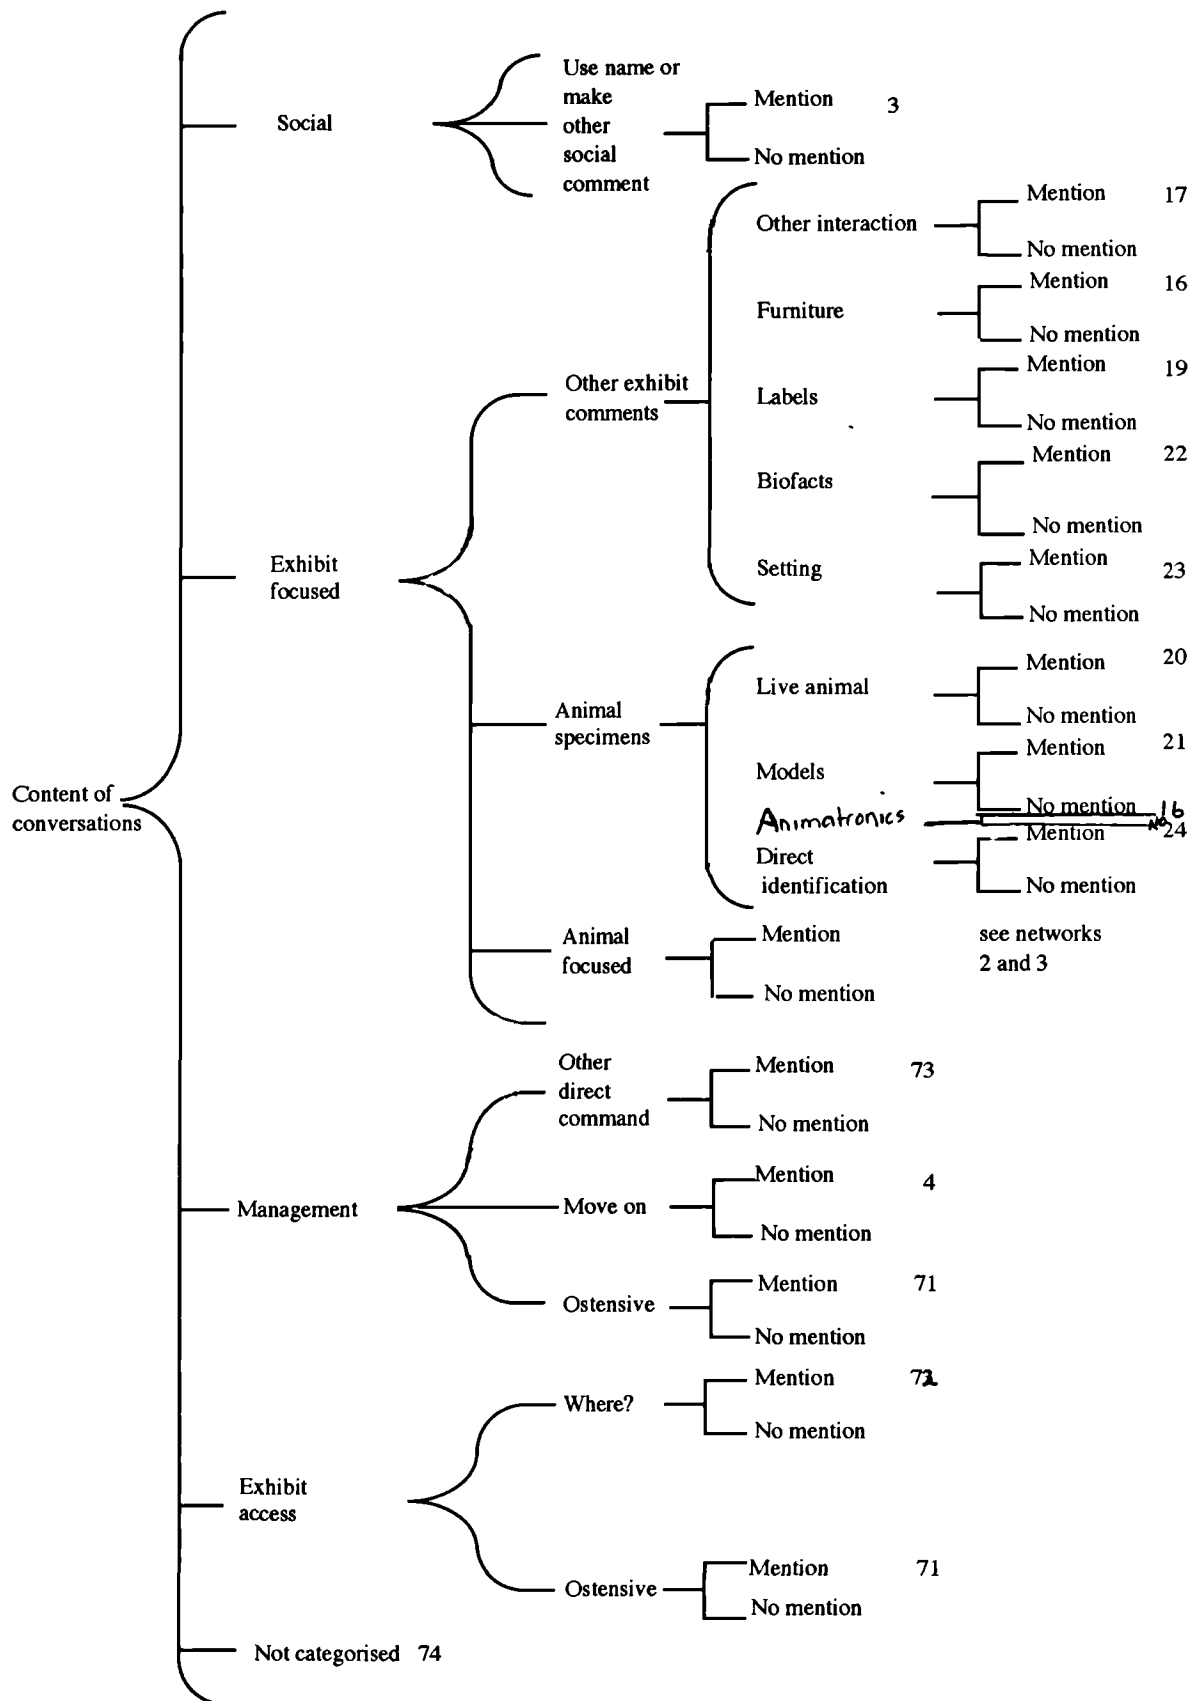 Use name or
make
other
social
comment
Social
Mention 3
No mention
Other interaction
Mention 17
No mention
Furniture
Mention 16
No mention
Other exhibit
comments
Labels
Mention 19
No mention
Biofacts
Mention 22
No mention
Exhibit
focused
Setting
Mention 23
No mention
Live animal
Mention 20
No mention
Animal
specimens
Models
Mention 21
No mention
Content of
conversations
Animatronics
16
No
Direct
identification
Mention 24
No mention
Animal
focused
Mention
see networks
2 and 3
No mention
Other
direct
command
Mention 73
No mention
Management
Move on
Mention 4
No mention
Ostensive
Mention 71
No mention
Where?
Mention 72
No mention
Exhibit
access
Ostensive
Mention 71
No mention
Not categorised 74